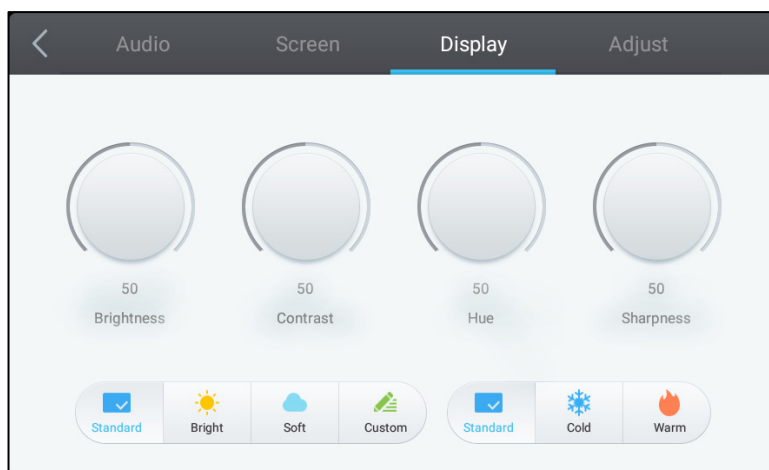 Audio Screen Display Adjust
50 50 50 50
Brightness Contrast Hue Sharpness
Standard Bright Soft Custom Standard Cold Warm